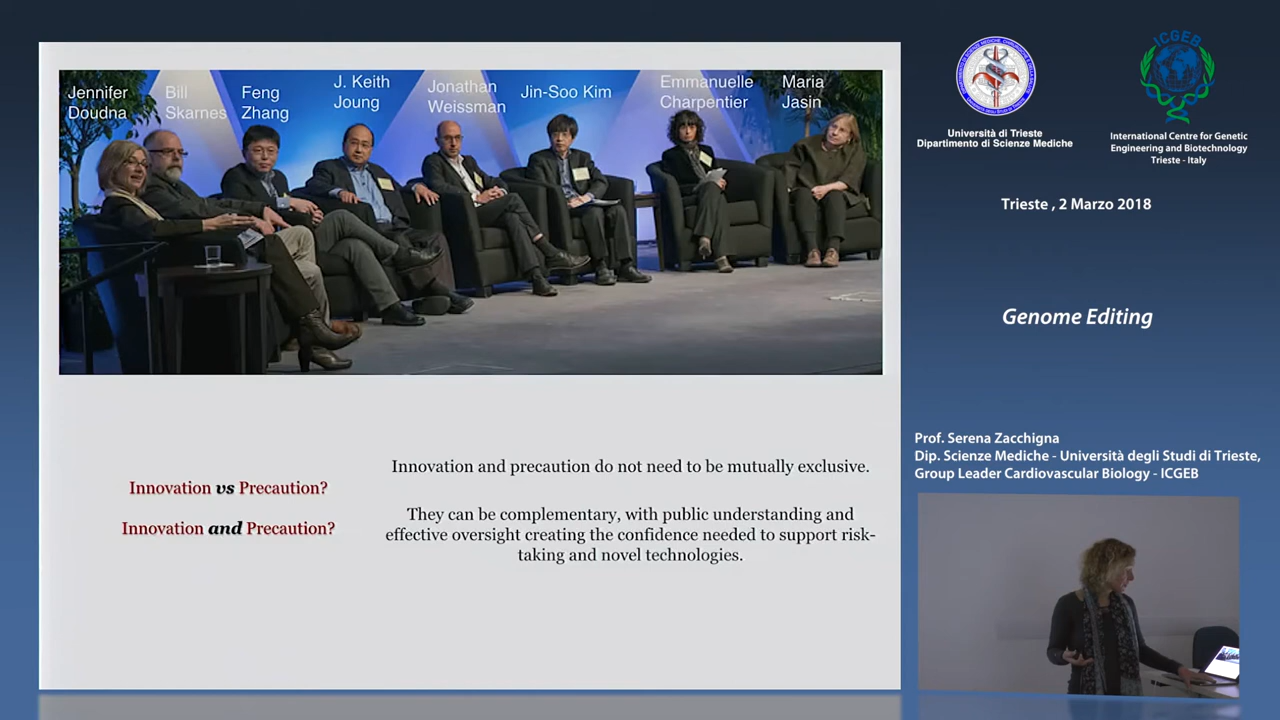 Jennifer
Doudna
Bill
Skarnes
Feng
Zhang
J. Keith
Joung
Jonathan
Weissman
Jin-Soo Kim
Emmanuelle
Charpentier
Maria
Jasin
Innovation vs Precaution?
Innovation and Precaution?
Innovation and precaution do not need to be mutually exclusive.
They can be complementary, with public understanding and
effective oversight creating the confidence needed to support risk-
taking and novel technologies.
Università di Trieste
Dipartimento di Scienze Mediche
ICGEB
International Centre for Genetic
Engineering and Biotechnology
Trieste - Italy
Trieste , 2 Marzo 2018
Genome Editing
Prof. Serena Zacchigna
Dip. Scienze Mediche - Università degli Studi di Trieste,
Group Leader Cardiovascular Biology - ICGEB